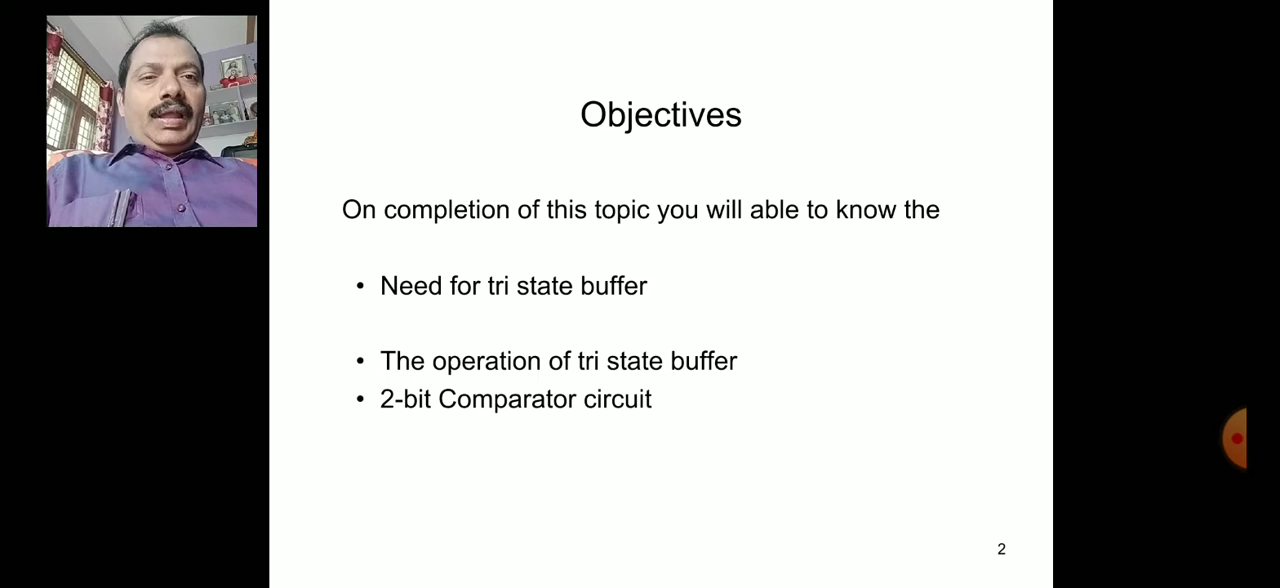 Objectives
On completion of this topic you will able to know the
• Need for tri state buffer
• The operation of tri state buffer
• 2-bit Comparator circuit
2